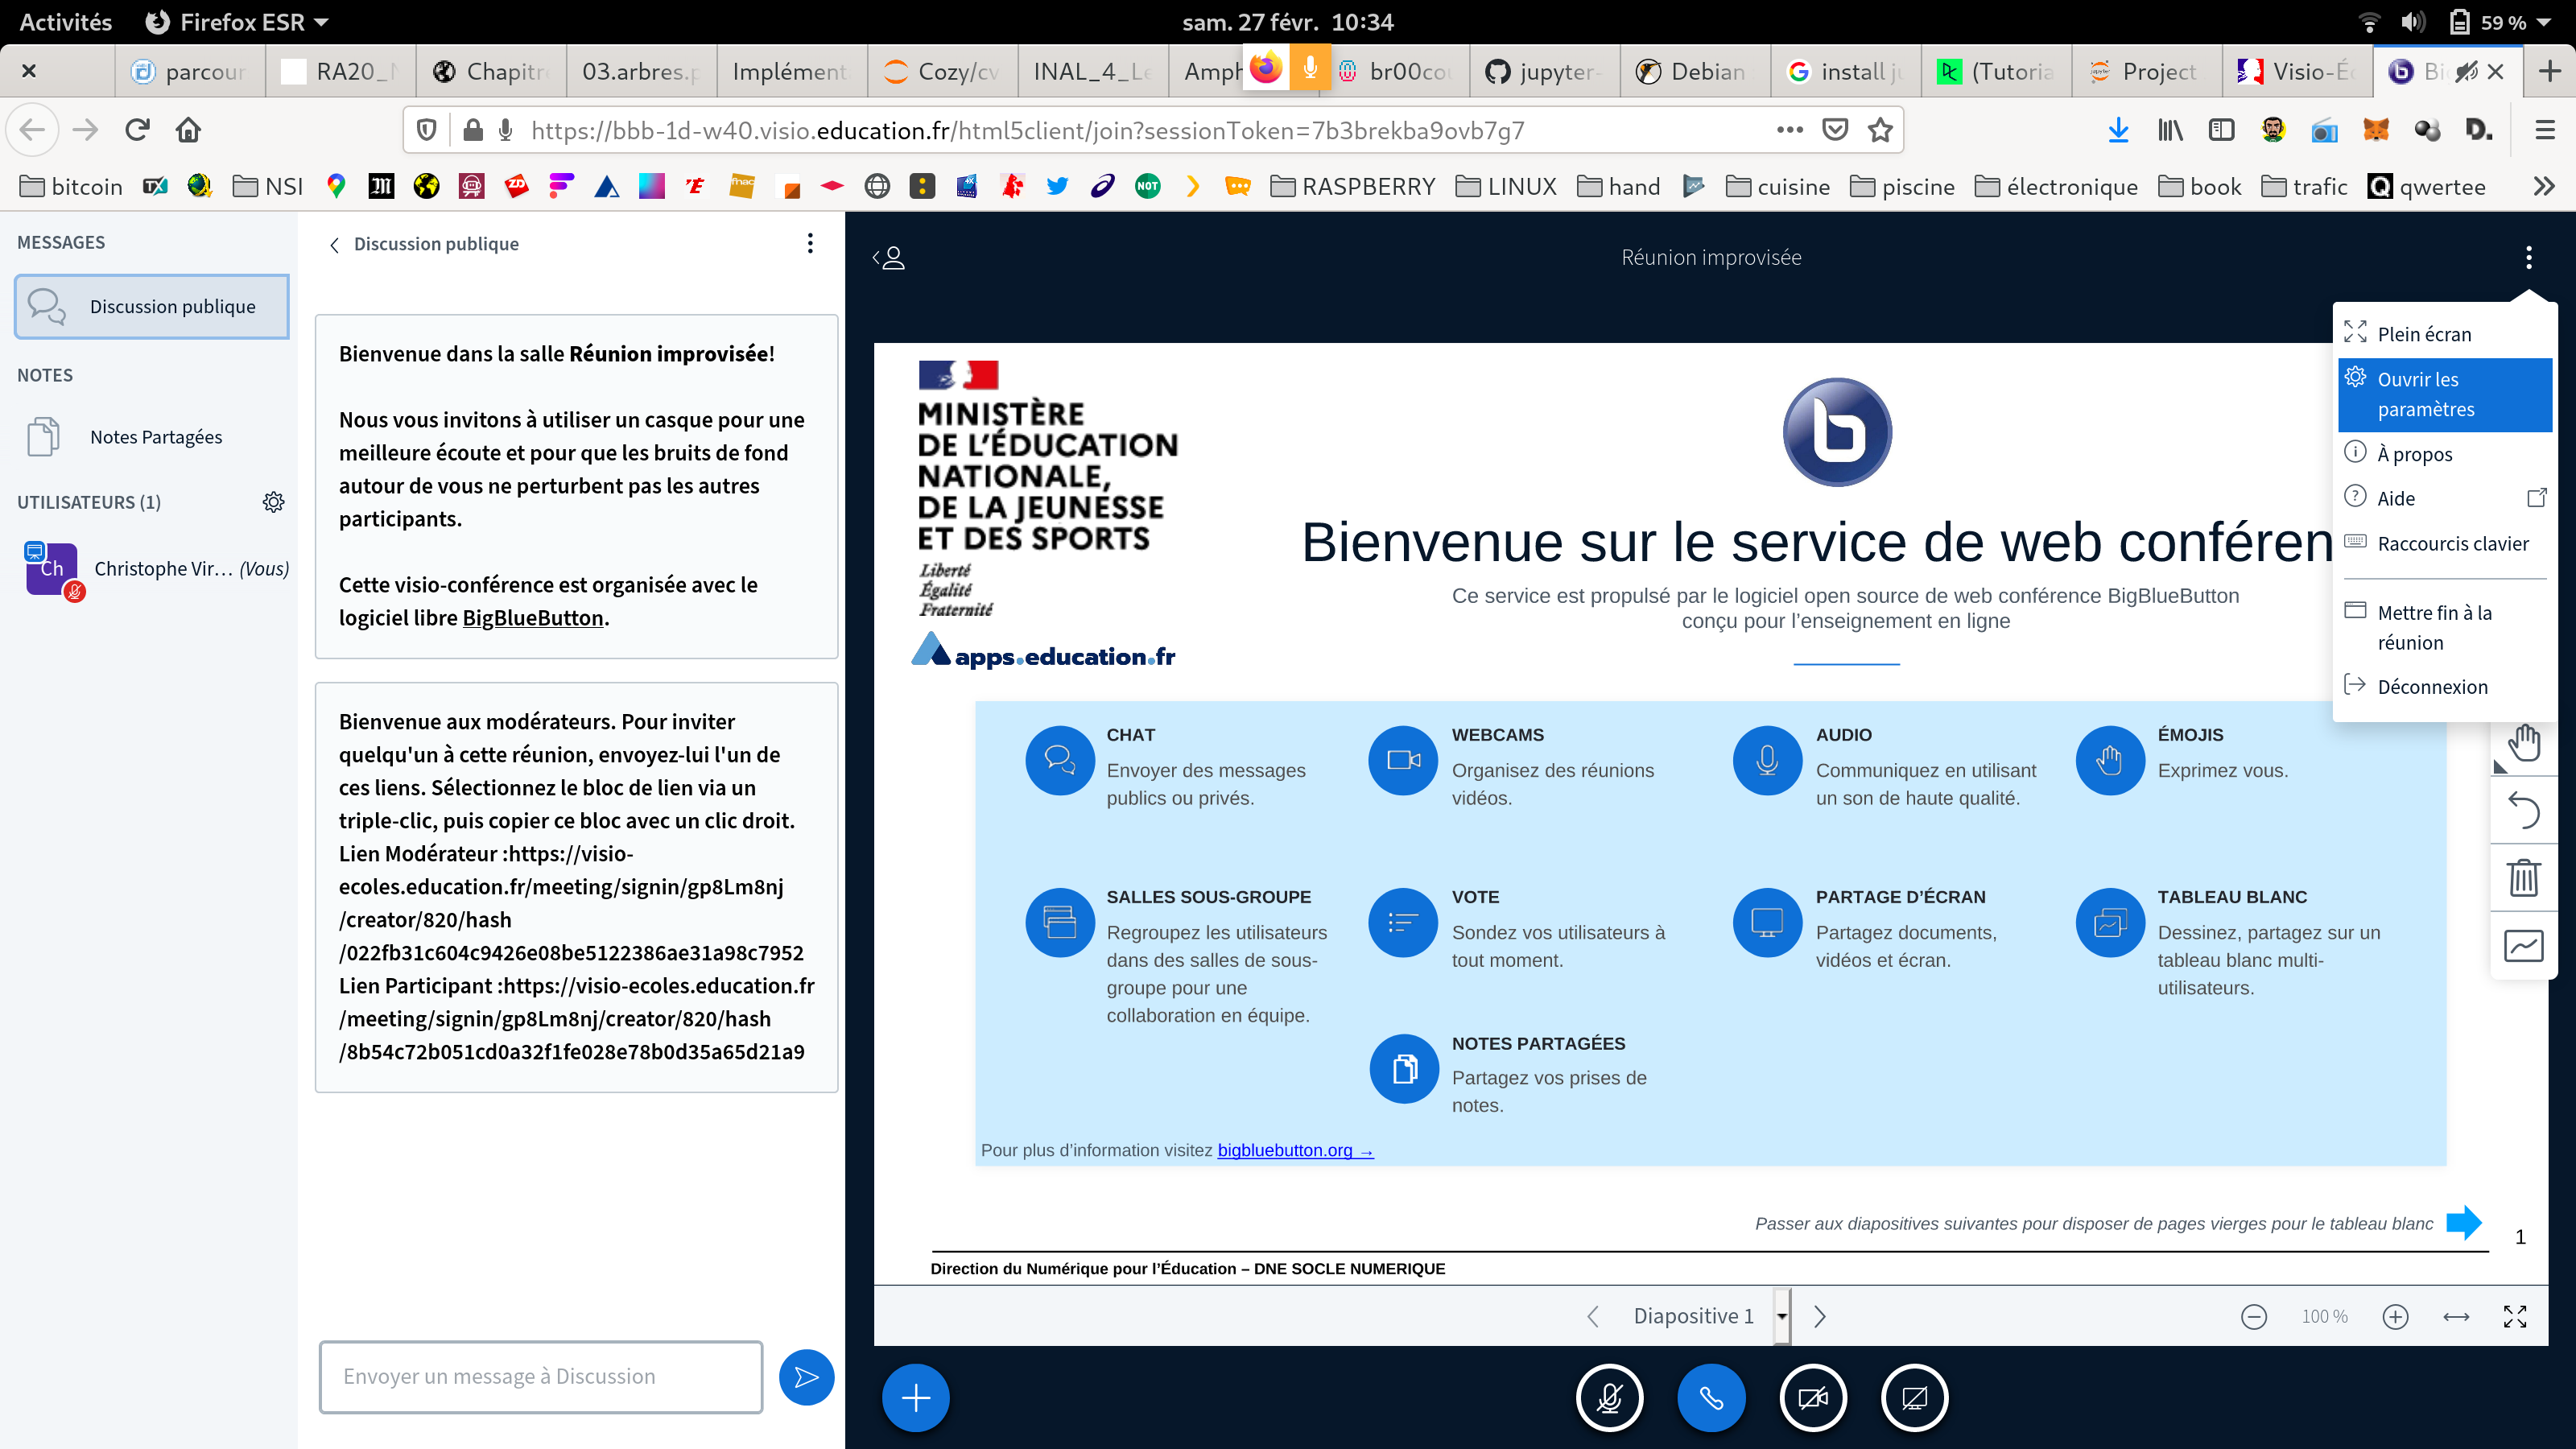 Activités
Firefox ESR
sam. 27 févr. 10:34
59 %
parcour
RA20_
Chapitr
03.arbres.p
Implément
Cozy/cv
INAL_4_Le
Amph
br00cou
jupyter-
Debian
install ju
(Tutoria
Project
Visio-Éc
https://bbb-1d-w40.visio.education.fr/html5client/join?sessionToken=7b3brekba9ovb7g7
D.
bitcoin
NSI
RASPBERRY
LINUX
hand
cuisine
piscine
électronique
book
trafic
qwertee
MESSAGES
Discussion publique
NOTES
Notes Partagées
UTILISATEURS (1)
Ch
Christophe Vir… (Vous)
Discussion publique
Bienvenue dans la salle Réunion improvisée!
Nous vous invitons à utiliser un casque pour une
meilleure écoute et pour que les bruits de fond
autour de vous ne perturbent pas les autres
participants.
Cette visio-conférence est organisée avec le
logiciel libre BigBlueButton.
Bienvenue aux modérateurs. Pour inviter
quelqu'un à cette réunion, envoyez-lui l'un de
ces liens. Sélectionnez le bloc de lien via un
triple-clic, puis copier ce bloc avec un clic droit.
Lien Modérateur :https://visio-
ecoles.education.fr/meeting/signin/gp8Lm8nj
/creator/820/hash
/022fb31c604c9426e08be5122386ae31a98c7952
Lien Participant :https://visio-ecoles.education.fr
/meeting/signin/gp8Lm8nj/creator/820/hash
/8b54c72b051cd0a32f1fe028e78b0d35a65d21a9
Envoyer un message à Discussion
Réunion improvisée
Plein écran
Ouvrir les
paramètres
À propos
Aide
Raccourcis clavier
Mettre fin à la
réunion
Déconnexion
MINISTÈRE
DE L'ÉDUCATION
NATIONALE,
DE LA JEUNESSE
ET DES SPORTS
Liberté
Égalité
Fraternité
apps.education.fr
Bienvenue sur le service de web conféren
Ce service est propulsé par le logiciel open source de web conférence BigBlueButton
conçu pour l'enseignement en ligne
CHAT
Envoyer des messages
publics ou privés.
WEBCAMS
Organisez des réunions
vidéos.
AUDIO
Communiquez en utilisant
un son de haute qualité.
ÉMOJIS
Exprimez vous.
SALLES SOUS-GROUPE
Regroupez les utilisateurs
dans des salles de sous-
groupe pour une
collaboration en équipe.
VOTE
Sondez vos utilisateurs à
tout moment.
PARTAGE D'ÉCRAN
Partagez documents,
vidéos et écran.
TABLEAU BLANC
Dessinez, partagez sur un
tableau blanc multi-
utilisateurs.
NOTES PARTAGÉES
Partagez vos prises de
notes.
Pour plus d'information visitez bigbluebutton.org →
Passer aux diapositives suivantes pour disposer de pages vierges pour le tableau blanc
1
Direction du Numérique pour l'Éducation – DNE SOCLE NUMERIQUE
Diapositive 1
100 %